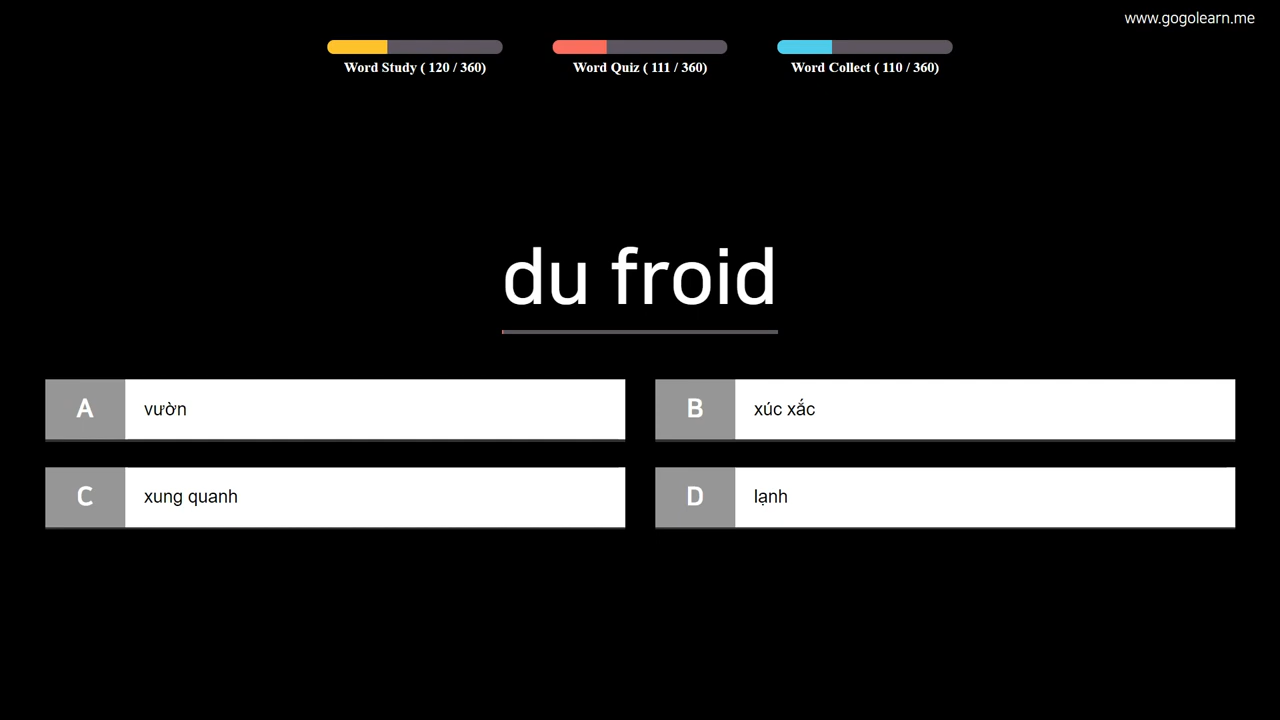 www.gogolearn.me
Word Study ( 120 / 360)
Word Quiz ( 111 / 360)
Word Collect ( 110 / 360)
du froid
A vườn
B xúc xắc
C xung quanh
D lạnh